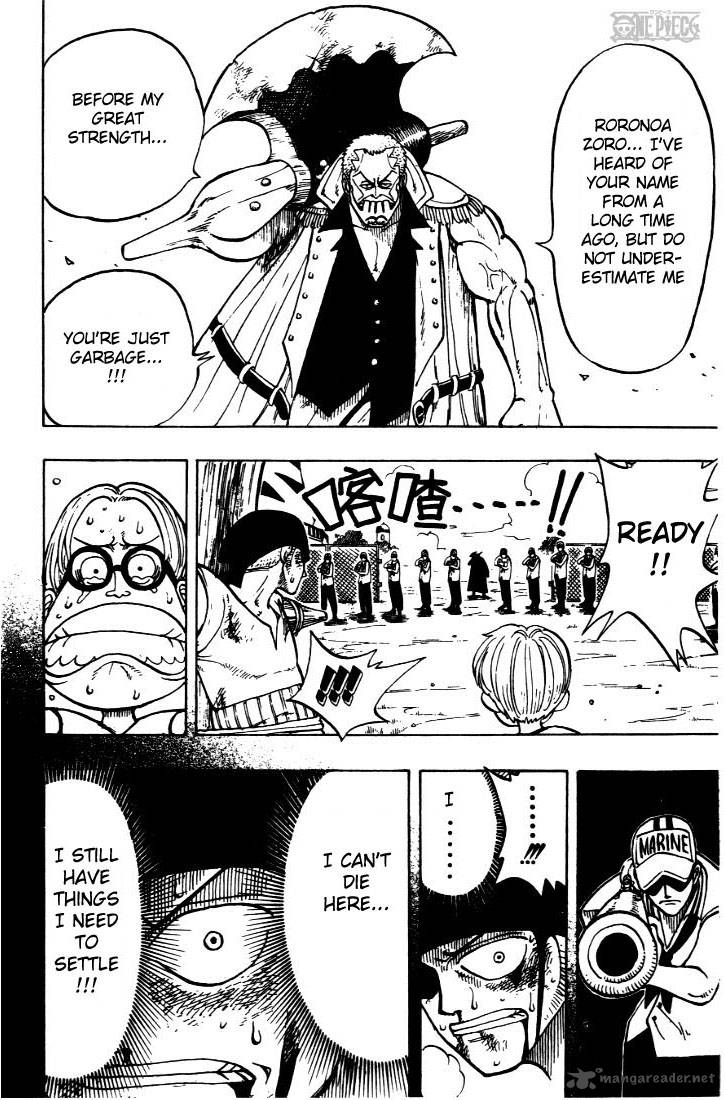 ONE PIECE
RORONOA
ZORO... I'VE
HEARD OF
YOUR NAME
FROM A
LONG TIME
AGO, BUT DO
NOT UNDER-
ESTIMATE ME
BEFORE MY
GREAT
STRENGTH...
YOU'RE JUST
GARBAGE...
!!!
READY
!!
喀喳……!!
!!!
MARINE
......!!!
I
......
I CAN'T
DIE
HERE...
I STILL
HAVE
THINGS
I NEED
TO
SETTLE
!!!
mangareader.net